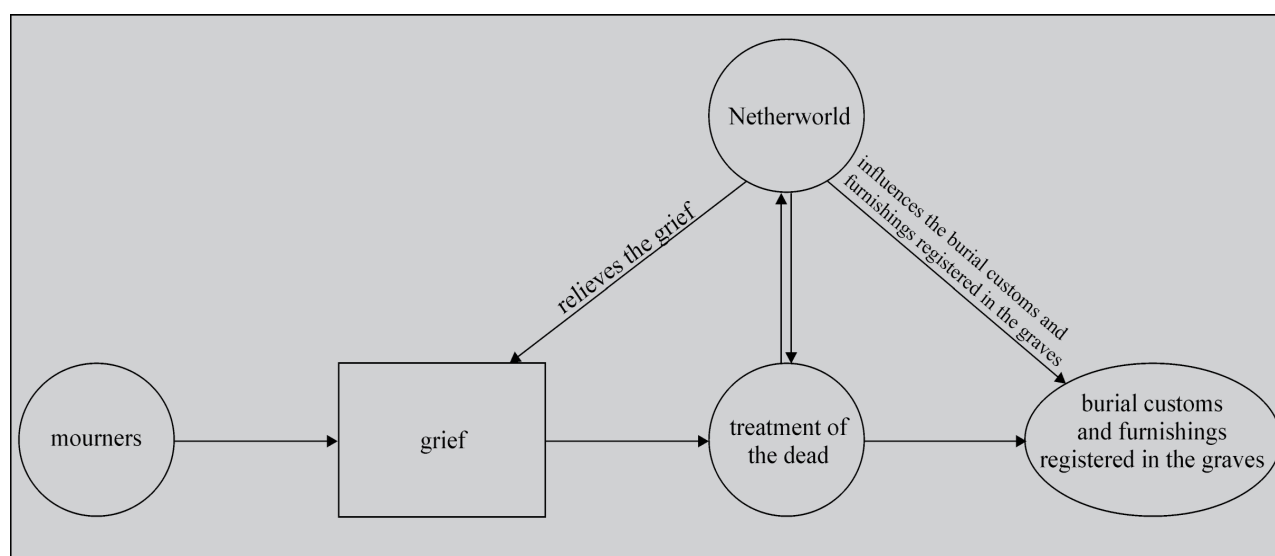 Netherworld
relieves the grief
influences the burial customs and
furnishings registered in the graves
mourners
grief
treatment of
the dead
burial customs
and furnishings
registered in the graves